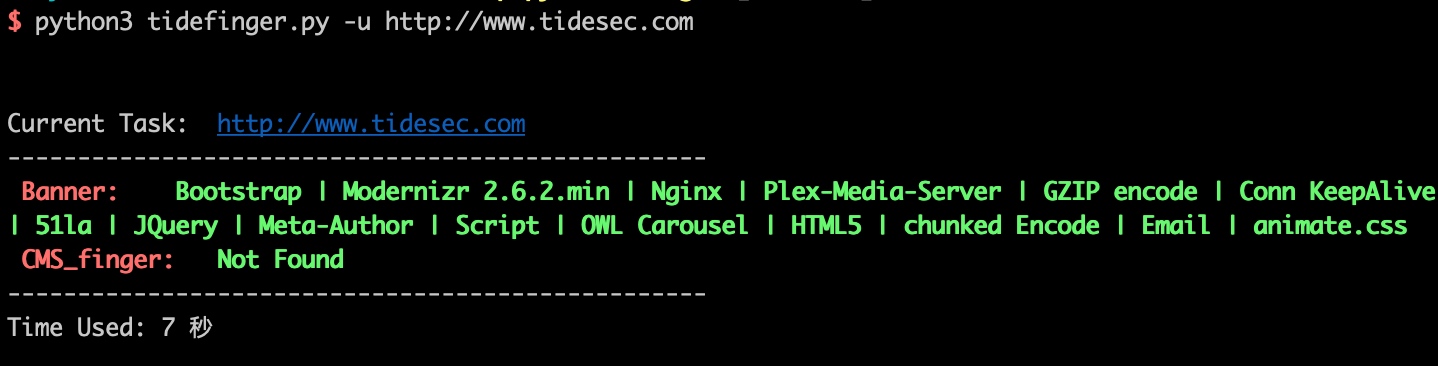 $ python3 tidefinger.py -u http://www.tidesec.com
Current Task:  http://www.tidesec.com
--------------------------------------------------
Banner:    Bootstrap | Modernizr 2.6.2.min | Nginx | Plex-Media-Server | GZIP encode | Conn KeepAlive
| 51la | JQuery | Meta-Author | Script | OWL Carousel | HTML5 | chunked Encode | Email | animate.css
CMS_finger:   Not Found
--------------------------------------------------
Time Used: 7 秒